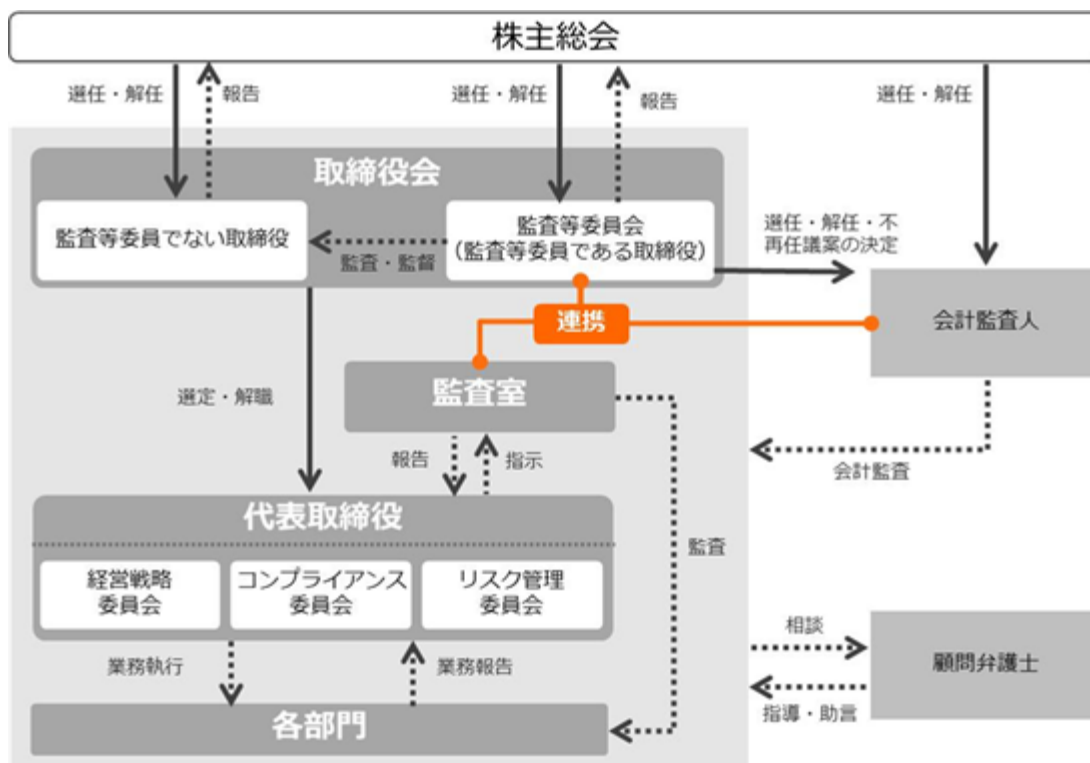 株主総会
選任・解任
報告
選任・解任
報告
選任・解任
取締役会
監査等委員でない取締役
監査等委員会
（監査等委員である取締役）
監査・監督
選任・解任・不
再任議案の決定
連携
会計監査人
監査室
選定・解職
報告
指示
会計監査
代表取締役
監査
経営戦略
委員会
コンプライアンス
委員会
リスク管理
委員会
相談
顧問弁護士
業務執行
業務報告
指導・助言
各部門